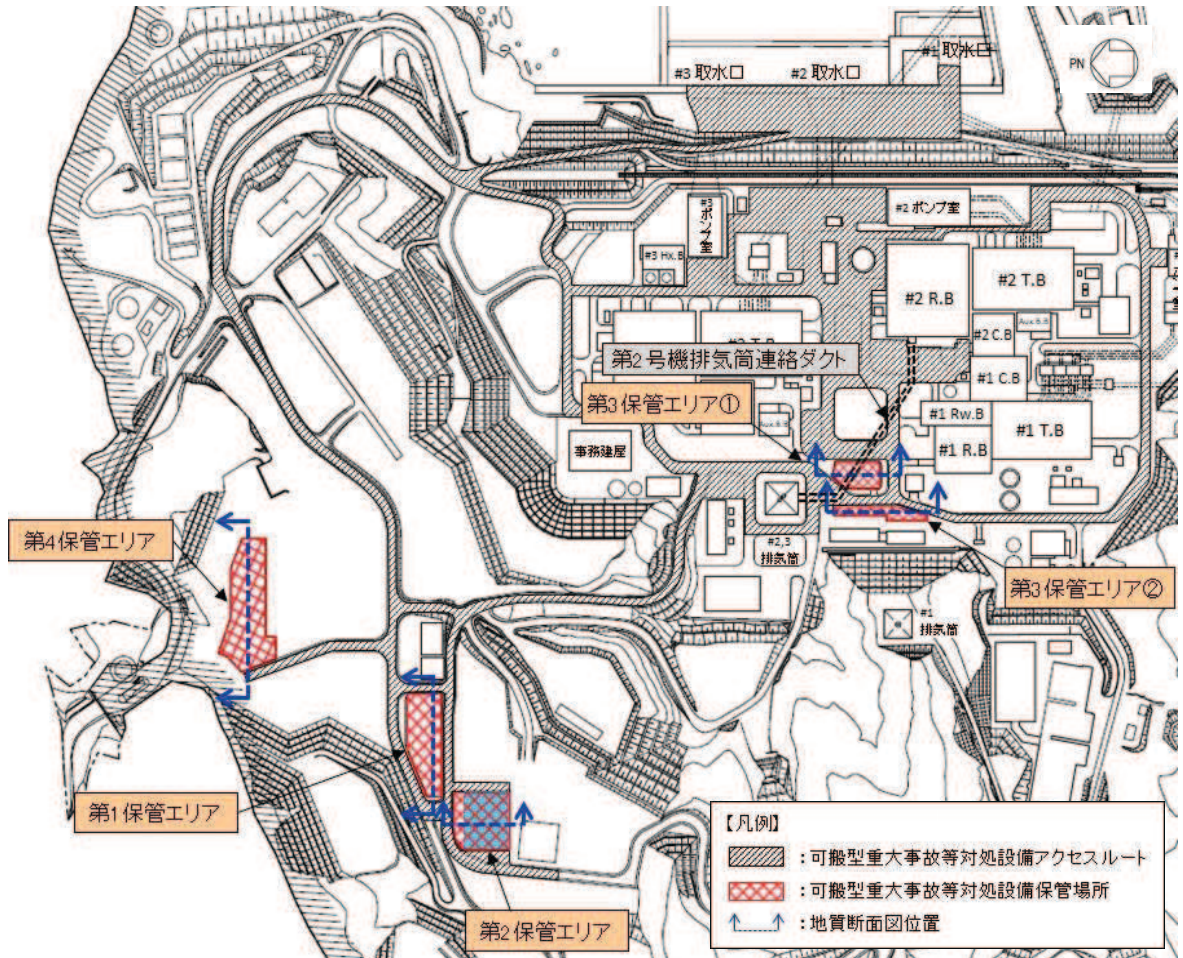 #1 取水口
#3 取水口
#2 取水口
PN
#3
ポンプ
室
#2 ポンプ室
#3 Hx.B
#2 R.B
#2 T.B
#2 C.B
Aux.B.B
第2号機排気筒連絡ダクト
#1 C.B
第3保管エリア①
#1 Rw.B
Aux.B.B
#1 R.B
#1 T.B
事務建屋
第4保管エリア
#2,3
排気筒
第3保管エリア②
#1
排気筒
第1保管エリア
第2保管エリア
【凡例】
:可搬型重大事故等対処設備アクセスルート
:可搬型重大事故等対処設備保管場所
:地質断面図位置